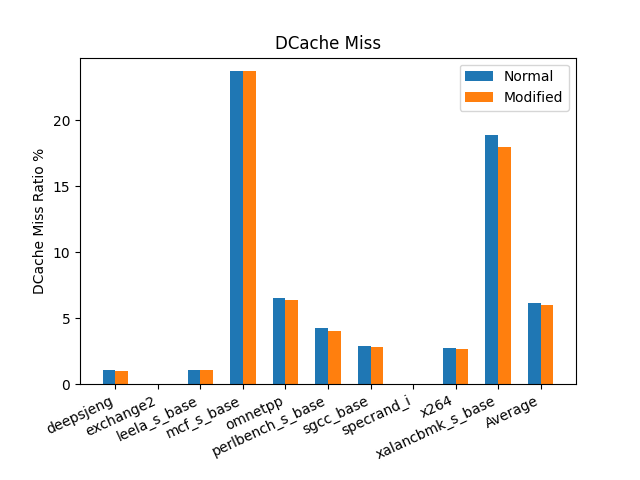 DCache Miss
Normal
Modified
DCache Miss Ratio %
20
15
10
5
0
deepsjeng
exchange2
leela_s_base
mcf_s_base
omnetpp
perlbench_s_base
sgcc_base
specrand_i
x264
xalancbmk_s_base
Average